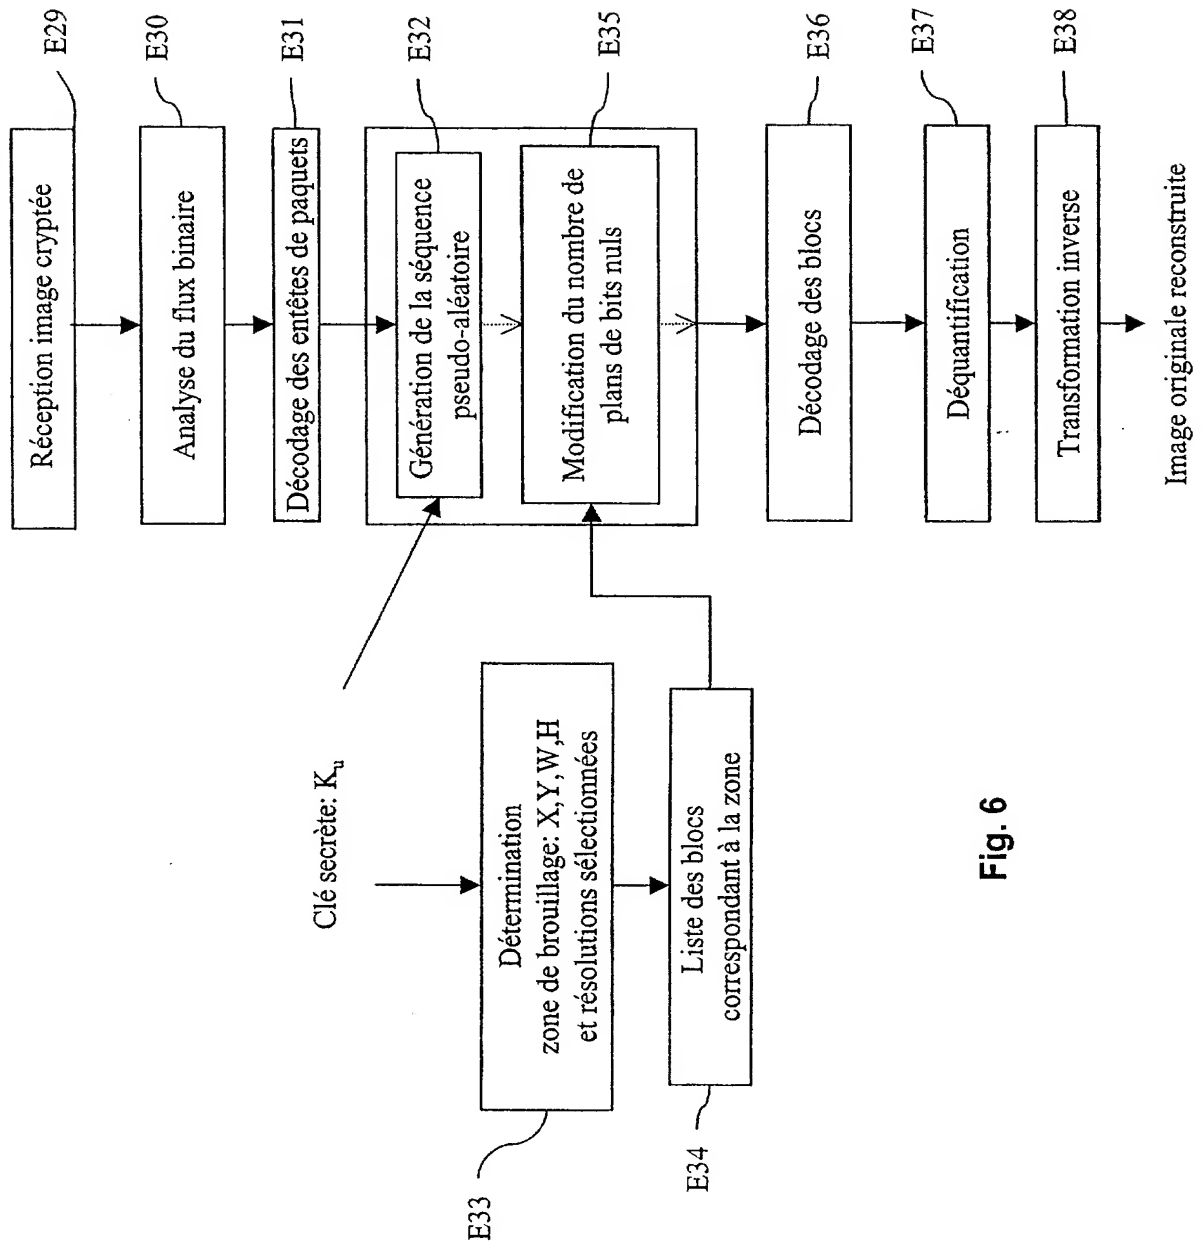 Réception image cryptée
E29
Analyse du flux binaire
E30
Décodage des entêtes de paquets
E31
Clé secrète: Ku
Génération de la séquence
pseudo-aléatoire
E32
Détermination
zone de brouillage: X,Y,W,H
et résolutions sélectionnées
E33
Liste des blocs
correspondant à la zone
E34
Modification du nombre de
plans de bits nuls
E35
Décodage des blocs
E36
Déquantification
E37
Transformation inverse
E38
Image originale reconstruite
Fig. 6